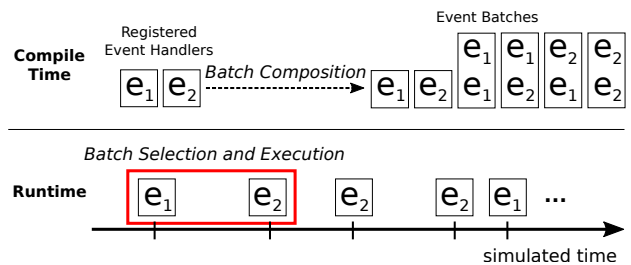 Event Batches
Registered
Event Handlers
Compile
Time
Batch Composition
e₁ e₁ e₂ e₂
e₁ e₂ e₁ e₂ e₁ e₂ e₁ e₂
Batch Selection and Execution
Runtime
e₁ e₂ e₂ e₂ e₁ ...
simulated time